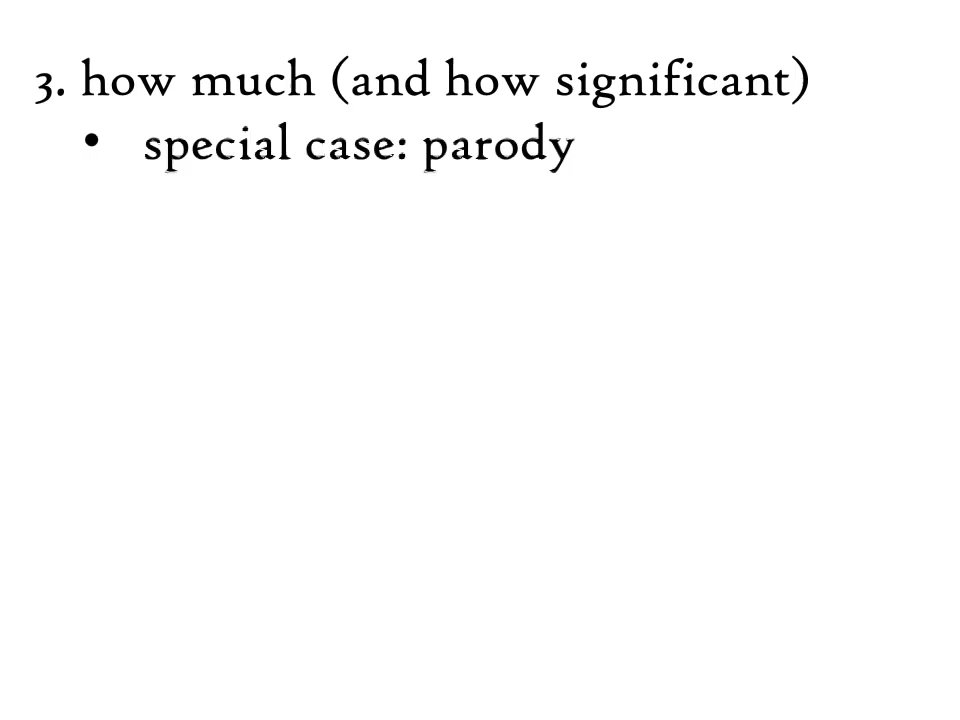 3. how much (and how significant)
• special case: parody